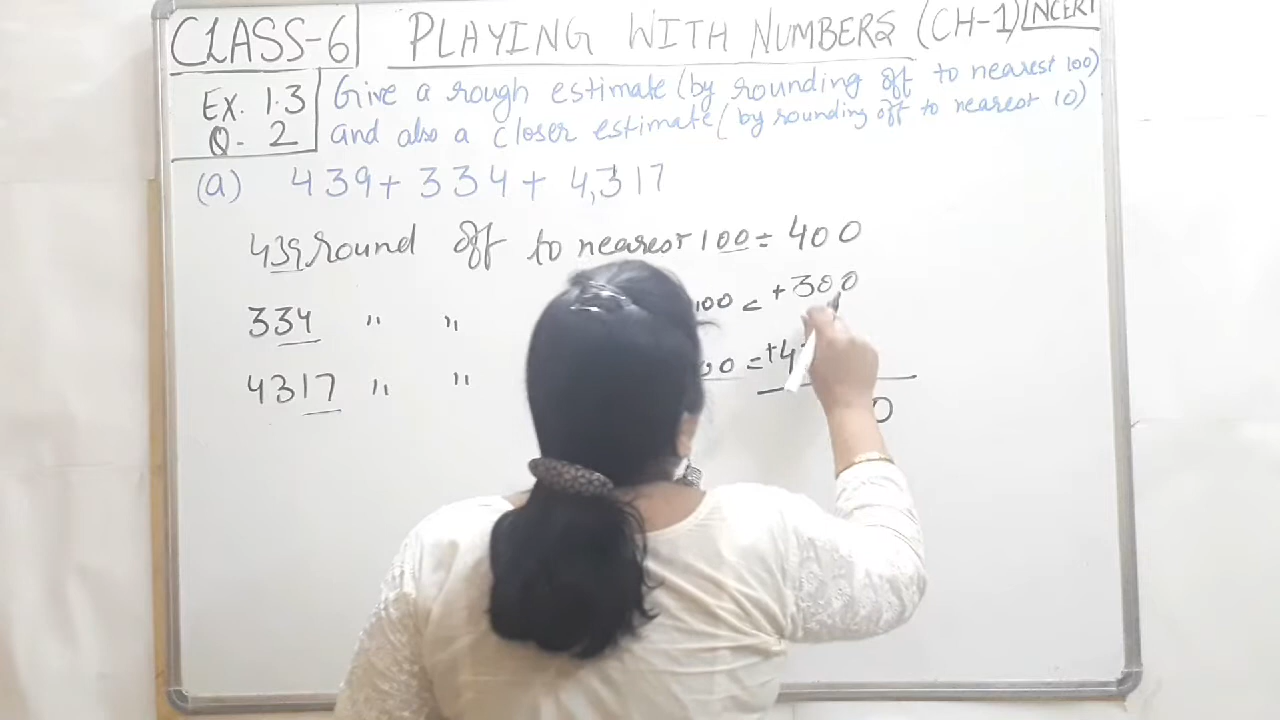 CLASS-6 PLAYING WITH NUMBERS (CH-1) NCERT
EX. 1.3 Give a rough estimate (by rounding off to nearest 100)
Q- 2 and also a closer estimate (by rounding off to nearest 10)
(a) 439 + 334 + 4,317
439 round off to nearest 100 = 400
334 " " 100 = +300
4317 " " 00 = +4
0